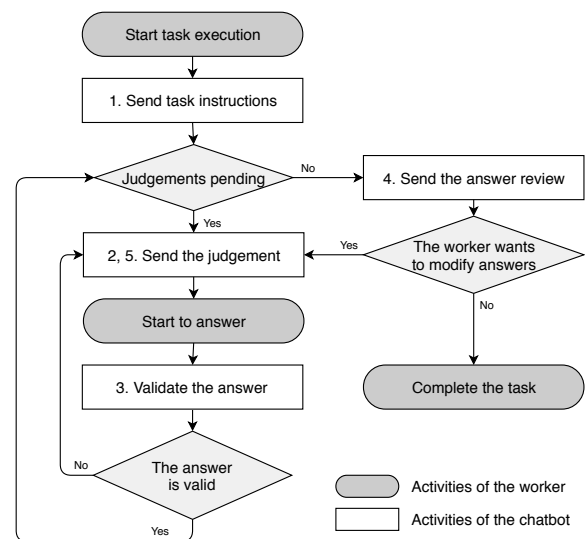 Start task execution
1. Send task instructions
Judgements pending
No
4. Send the answer review
Yes
2, 5. Send the judgement
Yes
The worker wants
to modify answers
Start to answer
No
3. Validate the answer
Complete the task
No
The answer
is valid
Yes
Activities of the worker
Activities of the chatbot